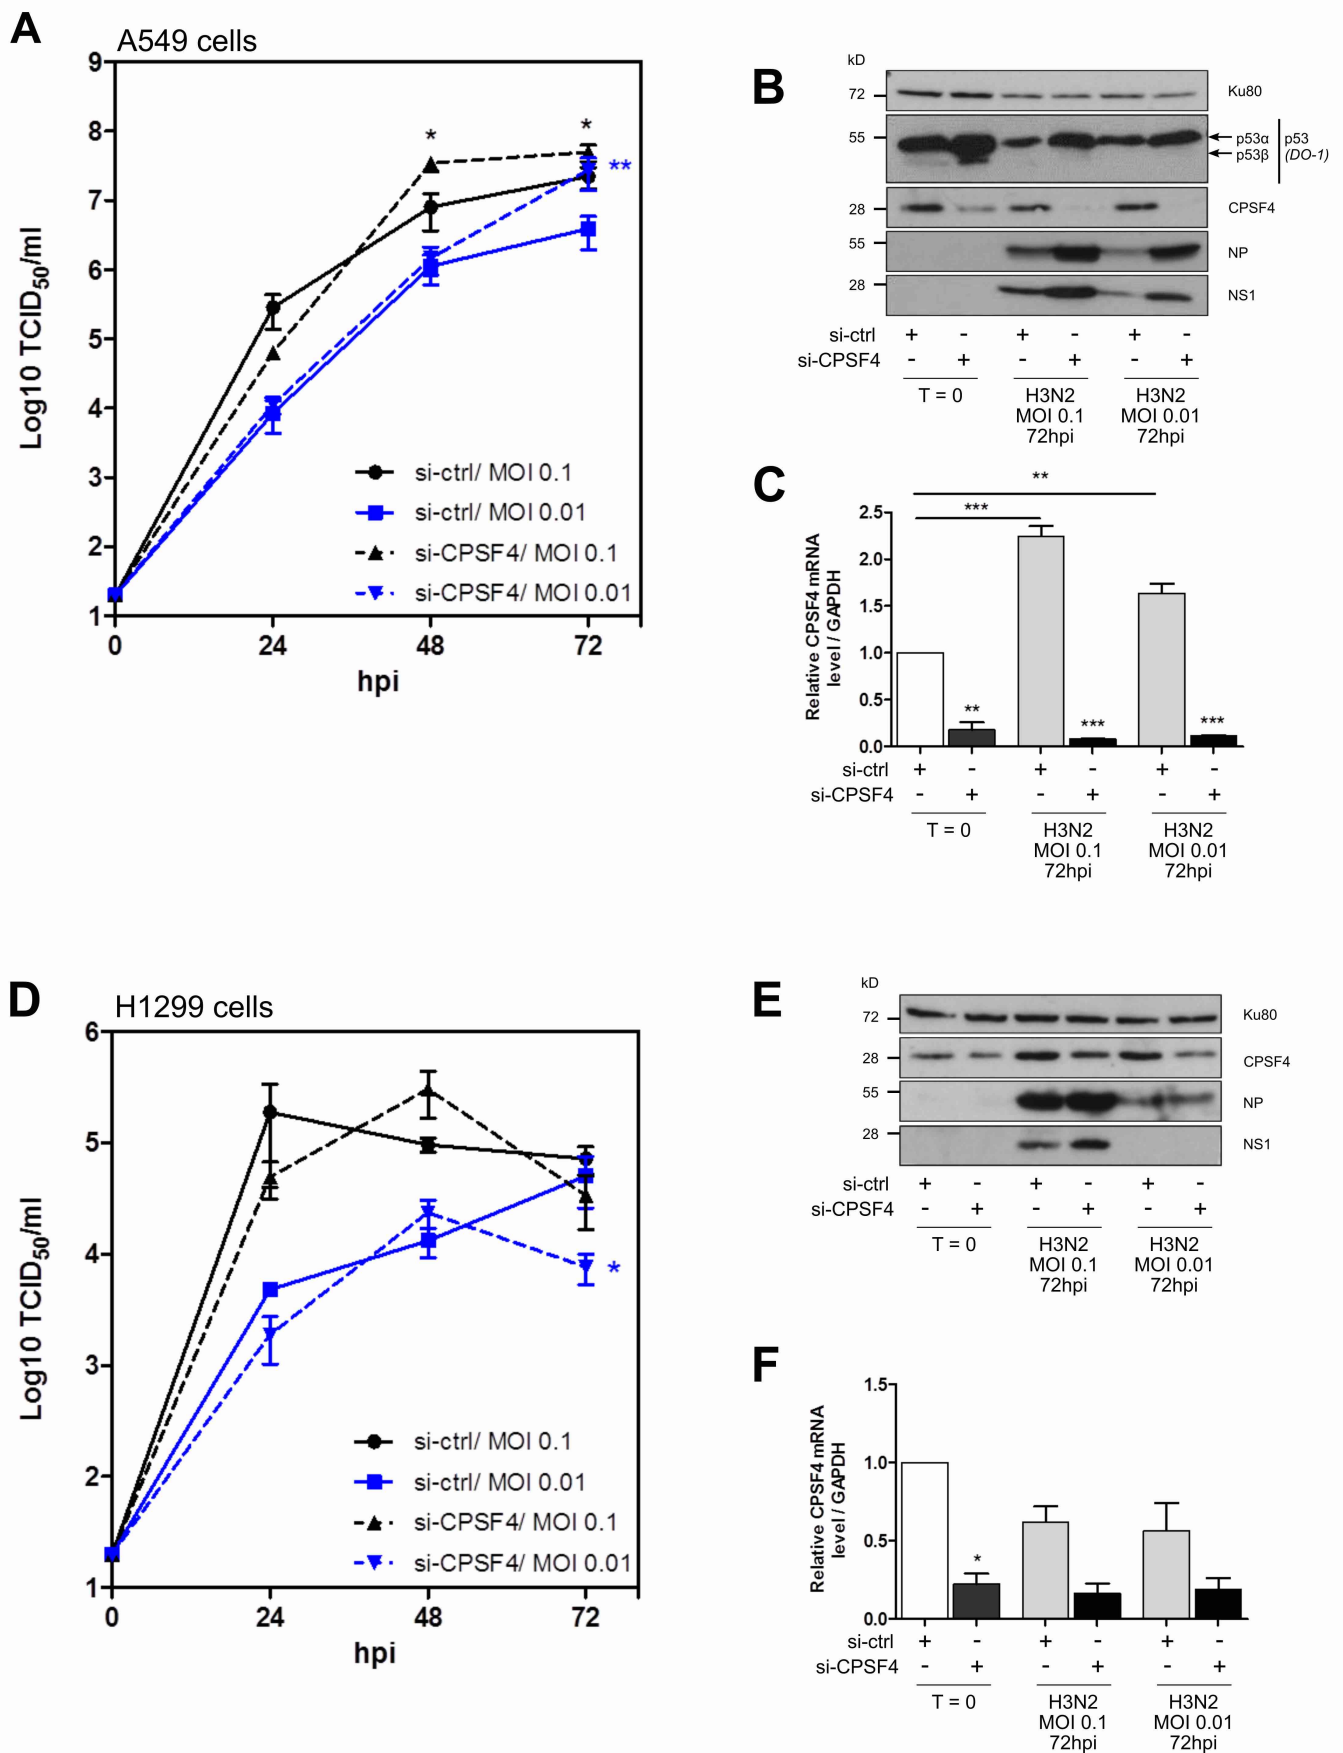 A
A549 cells
9
8
7
6
5
4
3
2
1
Log10 TCID50/ml
* *
**
si-ctrl/ MOI 0.1
si-ctrl/ MOI 0.01
si-CPSF4/ MOI 0.1
si-CPSF4/ MOI 0.01
0 24 48 72
hpi
B
kD
72 Ku80
55 p53α p53
p53β (DO-1)
28 CPSF4
55 NP
28 NS1
si-ctrl + - + - + -
si-CPSF4 - + - + - +
T = 0 H3N2 H3N2
MOI 0.1 MOI 0.01
72hpi 72hpi
C
**
***
2.5
2.0
1.5
1.0
0.5
0.0
Relative CPSF4 mRNA
level / GAPDH
** *** ***
si-ctrl + - + - + -
si-CPSF4 - + - + - +
T = 0 H3N2 H3N2
MOI 0.1 MOI 0.01
72hpi 72hpi
D
H1299 cells
6
5
4
3
2
1
Log10 TCID50/ml
*
si-ctrl/ MOI 0.1
si-ctrl/ MOI 0.01
si-CPSF4/ MOI 0.1
si-CPSF4/ MOI 0.01
0 24 48 72
hpi
E
kD
72 Ku80
28 CPSF4
55 NP
28 NS1
si-ctrl + - + - + -
si-CPSF4 - + - + - +
T = 0 H3N2 H3N2
MOI 0.1 MOI 0.01
72hpi 72hpi
F
1.5
1.0
0.5
0.0
Relative CPSF4 mRNA
level / GAPDH
*
si-ctrl + - + - + -
si-CPSF4 - + - + - +
T = 0 H3N2 H3N2
MOI 0.1 MOI 0.01
72hpi 72hpi